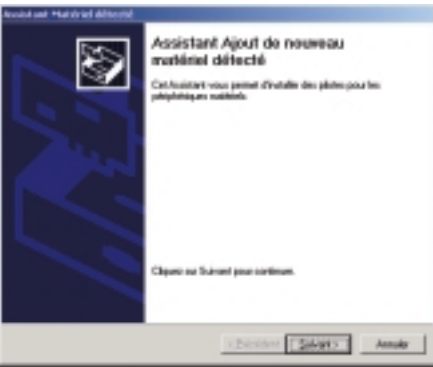 Assistant Matériel détecté
Assistant Ajout de nouveau
matériel détecté
Cet Assistant vous permet d'installer des pilotes pour les
périphériques matériels.
Cliquez sur Suivant pour continuer.
< Précédent
Suivant >
Annuler